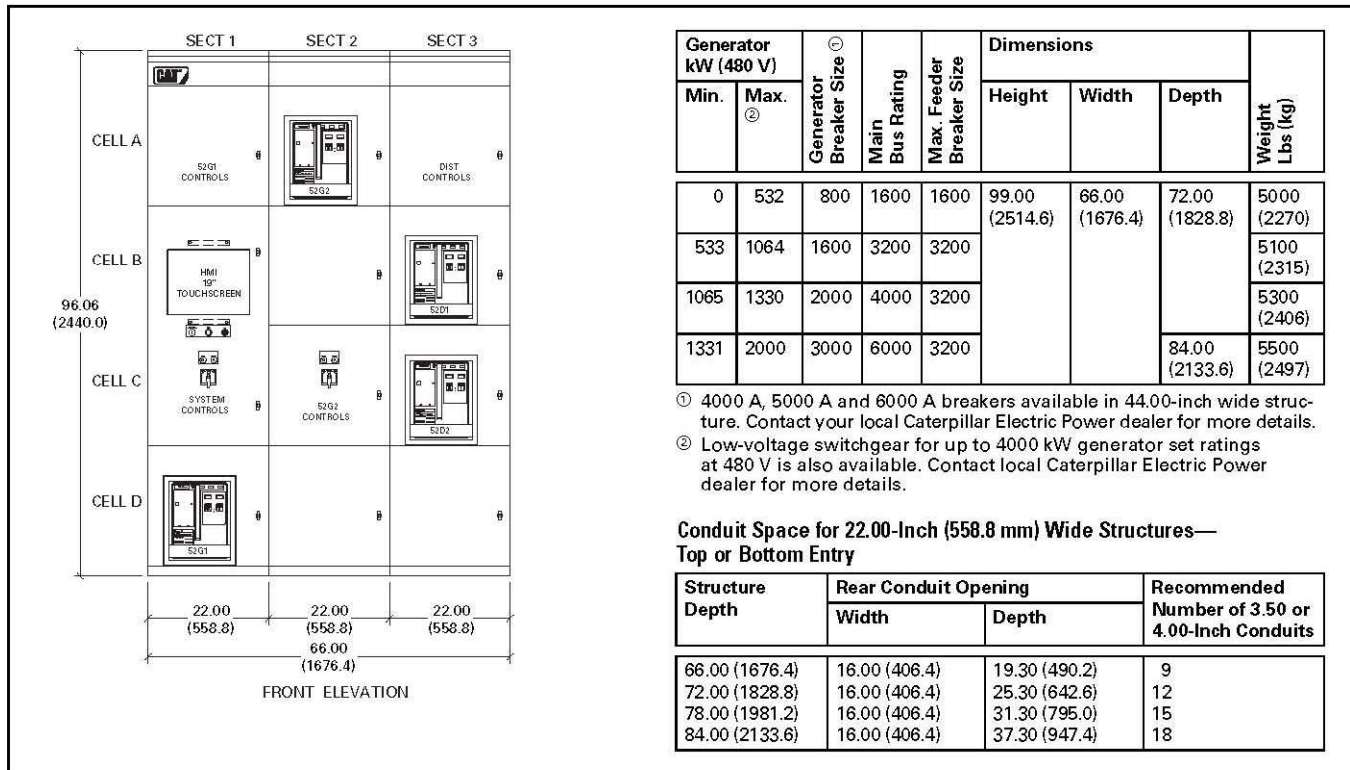 SECT 1 SECT 2 SECT 3
CAT
CELL A
52G1
CONTROLS
52G2
DIST
CONTROLS
CELL B
HMI
19"
TOUCHSCREEN
52D1
96.06
(2440.0)
CELL C
SYSTEM
CONTROLS
52G2
CONTROLS
52D2
CELL D
52G1
22.00 22.00 22.00
(558.8) (558.8) (558.8)
66.00
(1676.4)
FRONT ELEVATION
Generator
kW (480 V)
Min. Max.
②
Generator
Breaker Size ①
Main
Bus Rating
Max. Feeder
Breaker Size
Dimensions
Height Width Depth
Weight
Lbs (kg)
0 532 800 1600 1600 99.00 66.00 72.00 5000
(2514.6) (1676.4) (1828.8) (2270)
533 1064 1600 3200 3200 5100
(2315)
1065 1330 2000 4000 3200 5300
(2406)
1331 2000 3000 6000 3200 84.00 5500
(2133.6) (2497)
① 4000 A, 5000 A and 6000 A breakers available in 44.00-inch wide struc-
ture. Contact your local Caterpillar Electric Power dealer for more details.
② Low-voltage switchgear for up to 4000 kW generator set ratings
at 480 V is also available. Contact local Caterpillar Electric Power
dealer for more details.
Conduit Space for 22.00-Inch (558.8 mm) Wide Structures—
Top or Bottom Entry
Structure
Depth
Rear Conduit Opening
Width Depth
Recommended
Number of 3.50 or
4.00-Inch Conduits
66.00 (1676.4) 16.00 (406.4) 19.30 (490.2) 9
72.00 (1828.8) 16.00 (406.4) 25.30 (642.6) 12
78.00 (1981.2) 16.00 (406.4) 31.30 (795.0) 15
84.00 (2133.6) 16.00 (406.4) 37.30 (947.4) 18